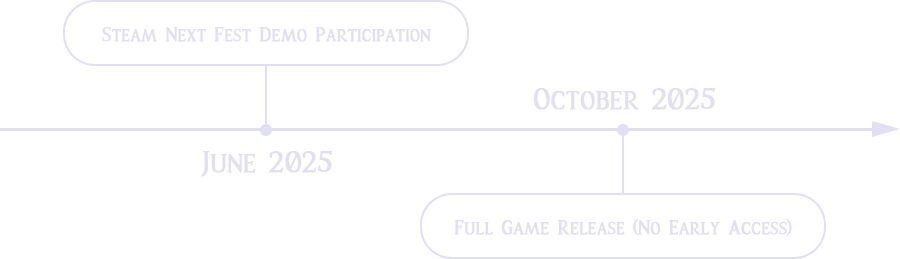 Steam Next Fest Demo Participation
October 2025
June 2025
Full Game Release (No Early Access)